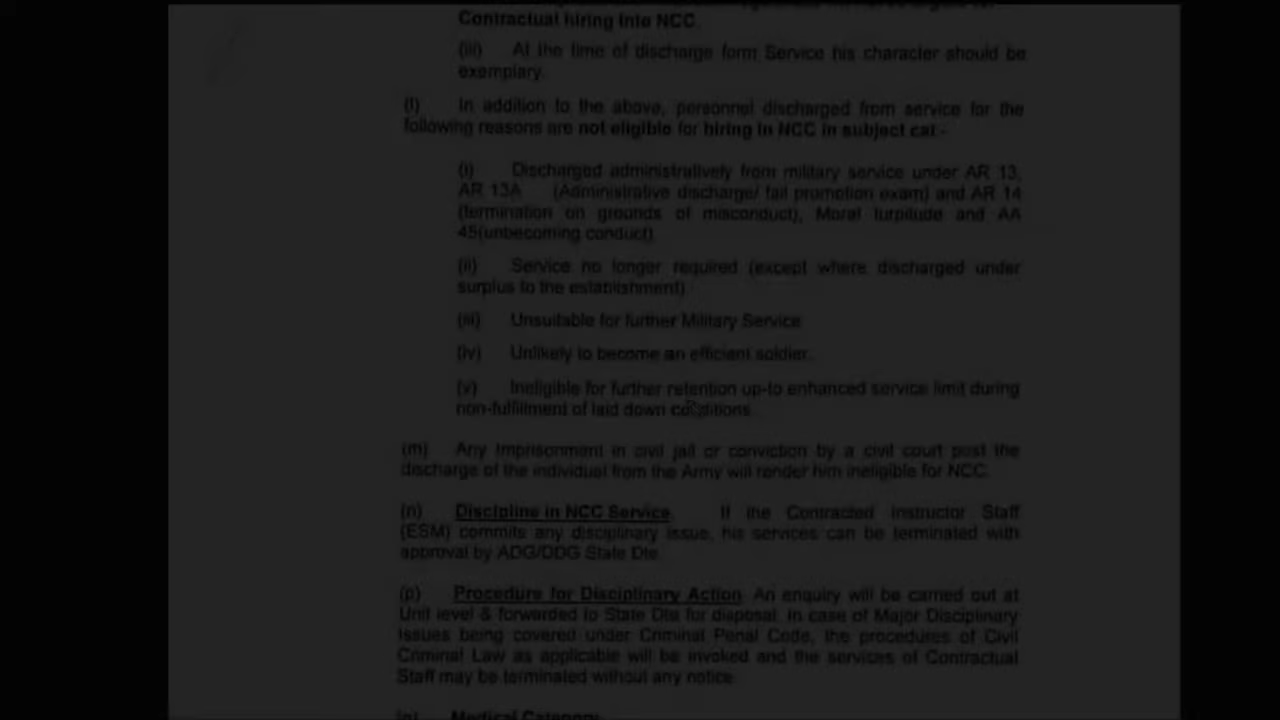 Contractual hiring into NCC.
(iii) At the time of discharge form Service his character should be
exemplary.
(l) In addition to the above, personnel discharged from service for the
following reasons are not eligible for hiring in NCC in subject cat -
(i) Discharged administratively from military service under AR 13,
AR 13A (Administrative discharge/ fail promotion exam) and AR 14
(termination on grounds of misconduct), Moral turpitude and AA
45(unbecoming conduct)
(ii) Service no longer required (except where discharged under
surplus to the establishment)
(iii) Unsuitable for further Military Service
(iv) Unlikely to become an efficient soldier.
(v) Ineligible for further retention up-to enhanced service limit during
non-fulfillment of laid down conditions.
(m) Any Imprisonment in civil jail or conviction by a civil court post the
discharge of the individual from the Army will render him ineligible for NCC.
(n) Discipline in NCC Service. If the Contracted Instructor Staff
(ESM) commits any disciplinary issue, his services can be terminated with
approval by ADG/DDG State Dte
(p) Procedure for Disciplinary Action. An enquiry will be carried out at
Unit level & forwarded to State Dte for disposal. In case of Major Disciplinary
Issues being covered under Criminal Penal Code, the procedures of Civil
Criminal Law as applicable will be invoked and the services of Contractual
Staff may be terminated without any notice.
Medical Category